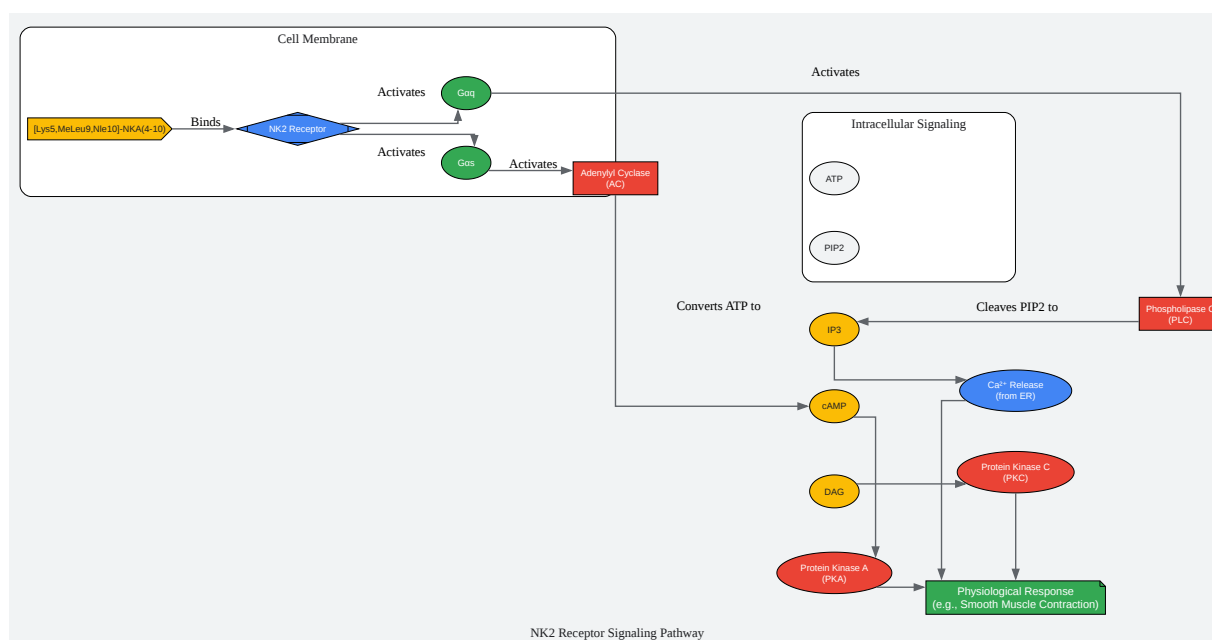 Cell Membrane
Activates
Gαq
Activates
[Lys5,MeLeu9,Nle10]-NKA(4-10)
Binds
NK2 Receptor
Activates
Gαs
Activates
Adenylyl Cyclase
(AC)
Intracellular Signaling
ATP
PIP2
Converts ATP to
Cleaves PIP2 to
Phospholipase C
(PLC)
IP3
Ca²⁺ Release
(from ER)
cAMP
Protein Kinase C
(PKC)
DAG
Protein Kinase A
(PKA)
Physiological Response
(e.g., Smooth Muscle Contraction)
NK2 Receptor Signaling Pathway